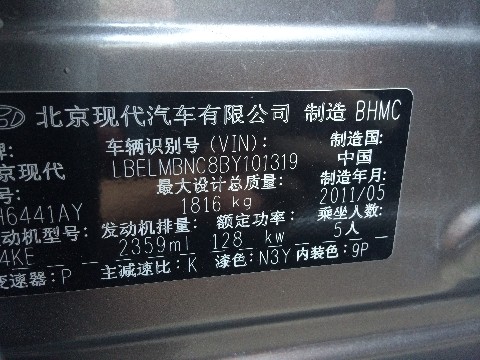 北京现代汽车有限公司 制造 BHMC
牌: 车辆识别号(VIN): 制造国:
京现代 LBELMBNC8BY101319 中国
号: 最大设计总质量: 制造年月:
H6441AY 1816 kg 2011/05
动机型号: 发动机排量: 额定功率: 乘坐人数:
4KE 2359ml 128 kw 5人
变速器: P 主减速比: K 漆色: N3Y 内装色: 9P